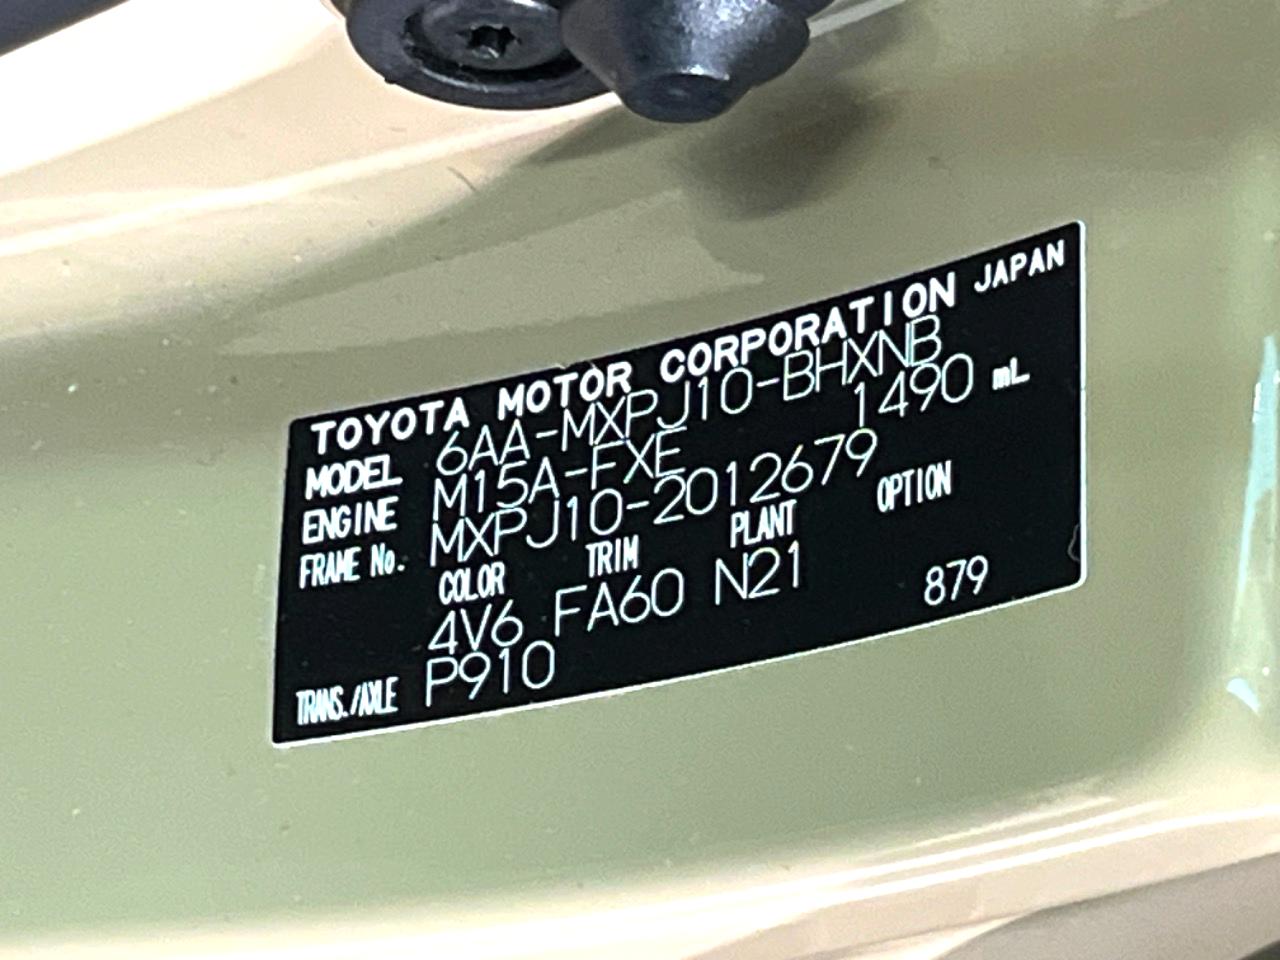 TOYOTA MOTOR CORPORATION JAPAN
MODEL 6AA-MXPJ10-BHXNB
ENGINE M15A-FXE 1490 mL
FRAME No. MXPJ10-2012679
COLOR TRIM PLANT OPTION
4V6 FA60 N21 879
TRANS./AXLE P910